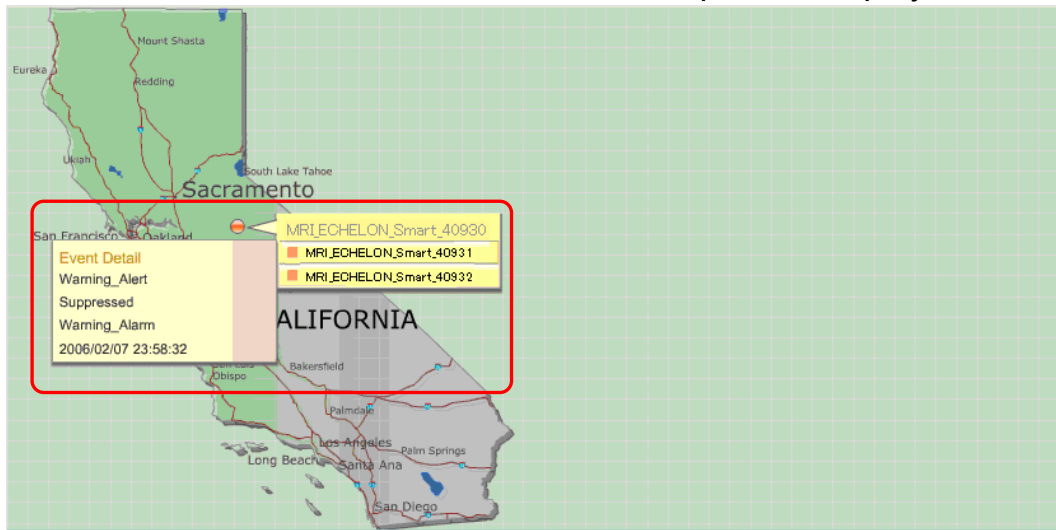 Mount Shasta
Eureka
Redding
Ukiah
South Lake Tahoe
Sacramento
MRI_ECHELON_Smart_40930
San Francisco
Oakland
MRI_ECHELON_Smart_40931
MRI_ECHELON_Smart_40932
Event Detail
Warning_Alert
Suppressed
Warning_Alarm
2006/02/07 23:58:32
ALIFORNIA
San Luis
Obispo
Bakersfield
Palmdale
Los Angeles
Palm Springs
Long Beach
Santa Ana
San Diego